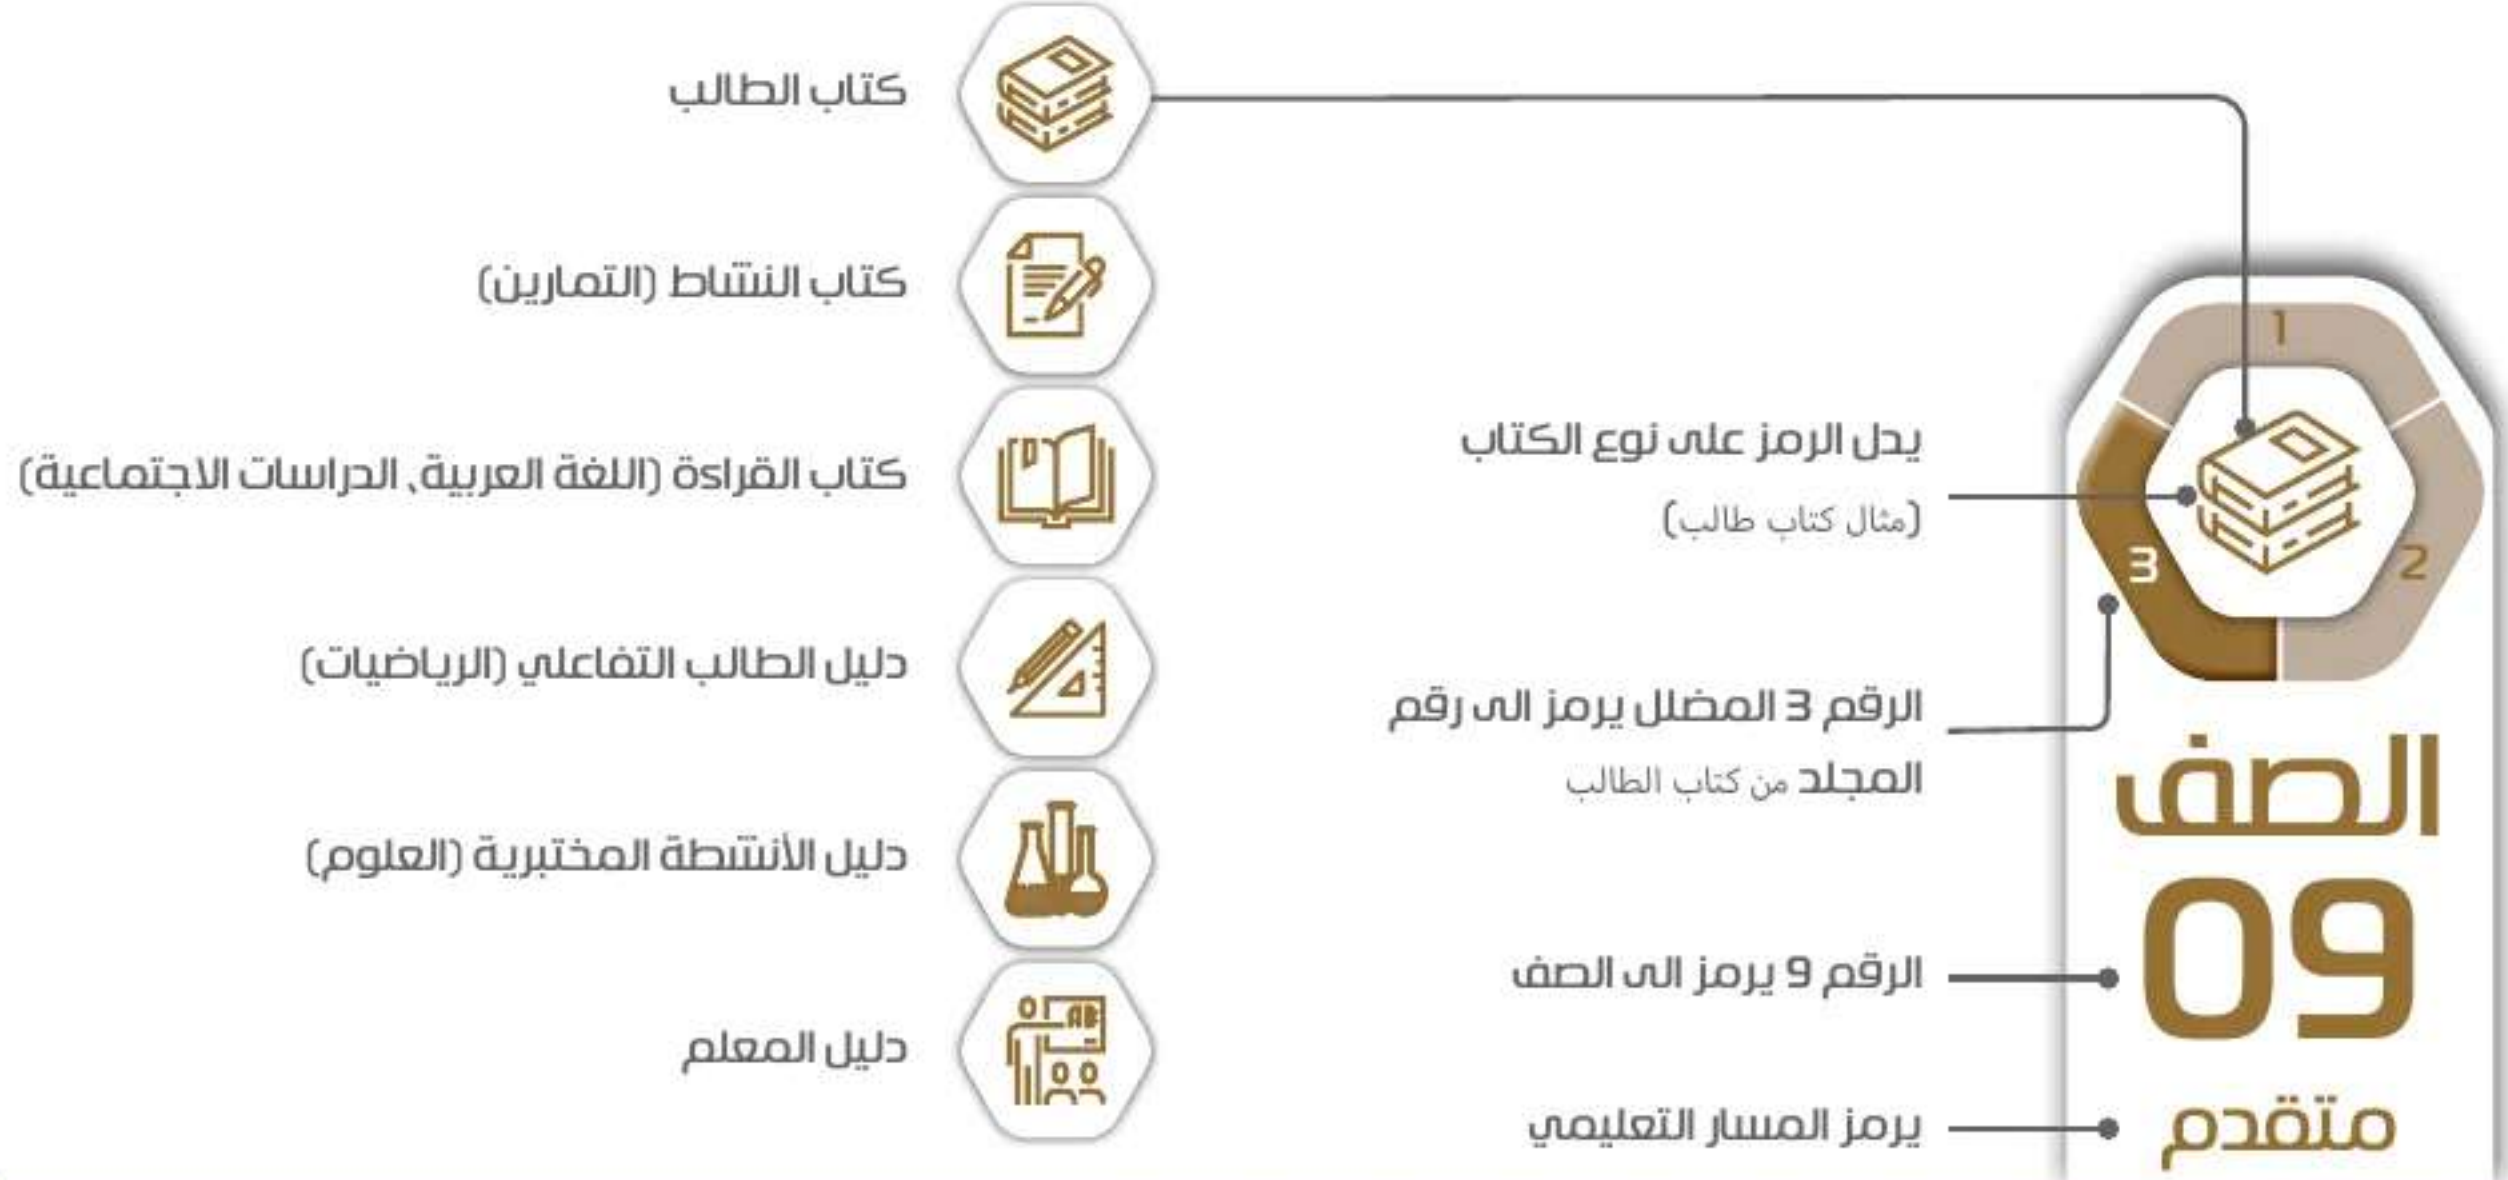 1
2
3
الصف
09
متقدم
يدل الرمز على نوع الكتاب
(مثال كتاب طالب)
الرقم 3 المضلل يرمز الى رقم
المجلد من كتاب الطالب
الرقم 9 يرمز الى الصف
يرمز المسار التعليمي
كتاب الطالب
كتاب النشاط (التمارين)
كتاب القراءة (اللغة العربية، الدراسات الاجتماعية)
دليل الطالب التفاعلي (الرياضيات)
دليل الأنشطة المختبرية (العلوم)
AB
دليل المعلم